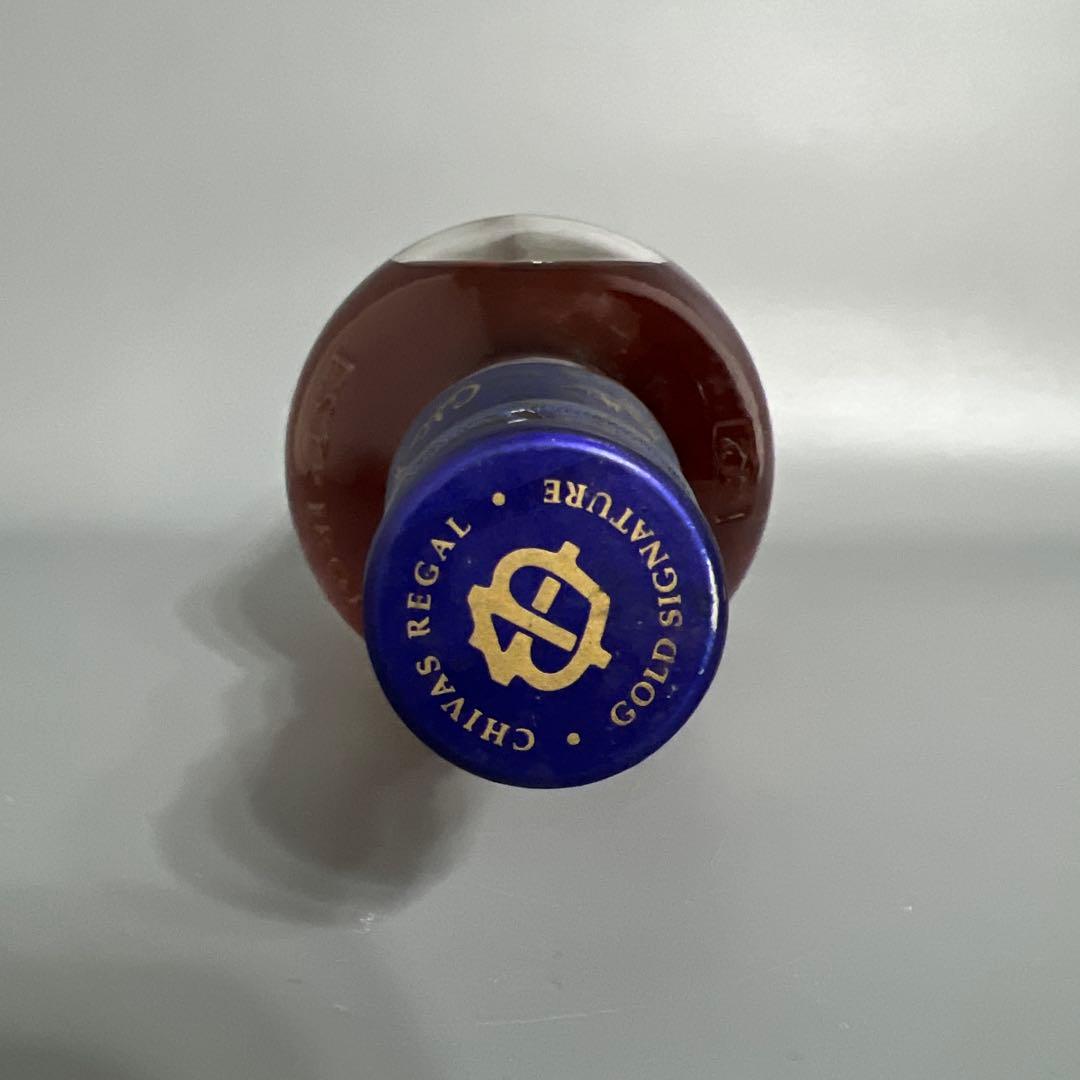 CHIVAS REGAL •
GOLD SIGNATURE •